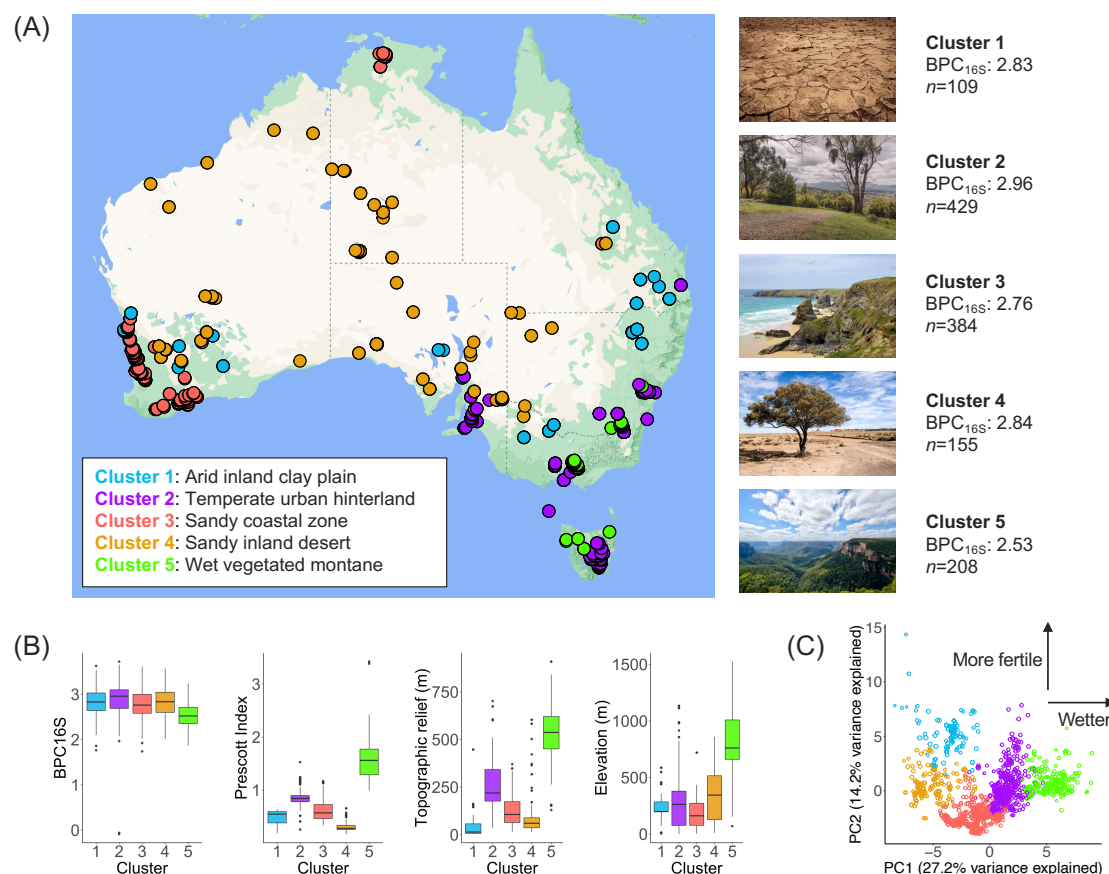 (A)
Cluster 1: Arid inland clay plain
Cluster 2: Temperate urban hinterland
Cluster 3: Sandy coastal zone
Cluster 4: Sandy inland desert
Cluster 5: Wet vegetated montane
Cluster 1
BPC16S: 2.83
n=109
Cluster 2
BPC16S: 2.96
n=429
Cluster 3
BPC16S: 2.76
n=384
Cluster 4
BPC16S: 2.84
n=155
Cluster 5
BPC16S: 2.53
n=208
(B)
BPC16S
3
2
1
0
1 2 3 4 5
Cluster
Prescott Index
3
2
1
0
1 2 3 4 5
Cluster
Topographic relief (m)
750
500
250
0
1 2 3 4 5
Cluster
Elevation (m)
1500
1000
500
0
1 2 3 4 5
Cluster
(C)
PC2 (14.2% variance explained)
15
10
5
0
−5 0 5
PC1 (27.2% variance explained)
More fertile
Wetter